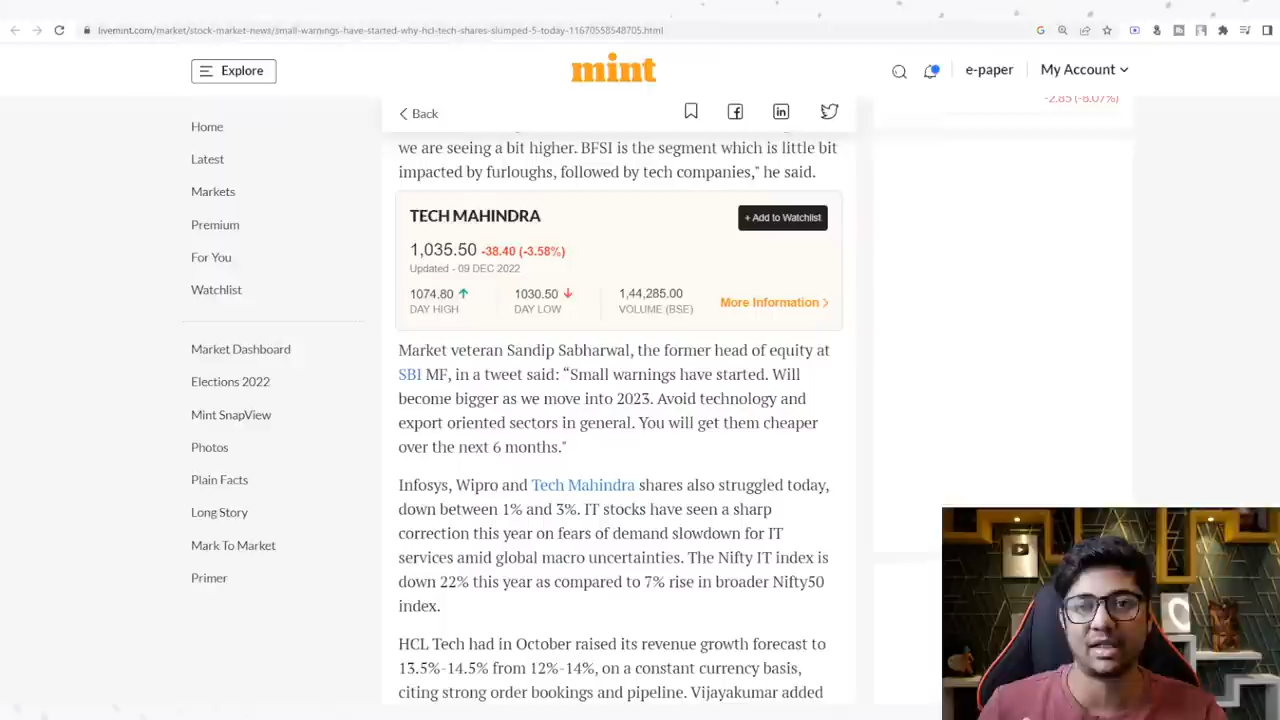 livemint.com/market/stock-market-news/small-warnings-have-started-why-hcl-tech-shares-slumped-5-today-11670558548705.html
Explore
mint
e-paper
My Account
Back
-2.85 (-8.07%)
Home
Latest
Markets
Premium
For You
Watchlist
Market Dashboard
Elections 2022
Mint SnapView
Photos
Plain Facts
Long Story
Mark To Market
Primer
we are seeing a bit higher. BFSI is the segment which is little bit
impacted by furloughs, followed by tech companies," he said.
TECH MAHINDRA
+ Add to Watchlist
1,035.50 -38.40 (-3.58%)
Updated - 09 DEC 2022
1074.80
DAY HIGH
1030.50
DAY LOW
1,44,285.00
VOLUME (BSE)
More Information
Market veteran Sandip Sabharwal, the former head of equity at
SBI MF, in a tweet said: “Small warnings have started. Will
become bigger as we move into 2023. Avoid technology and
export oriented sectors in general. You will get them cheaper
over the next 6 months."
Infosys, Wipro and Tech Mahindra shares also struggled today,
down between 1% and 3%. IT stocks have seen a sharp
correction this year on fears of demand slowdown for IT
services amid global macro uncertainties. The Nifty IT index is
down 22% this year as compared to 7% rise in broader Nifty50
index.
HCL Tech had in October raised its revenue growth forecast to
13.5%-14.5% from 12%-14%, on a constant currency basis,
citing strong order bookings and pipeline. Vijayakumar added